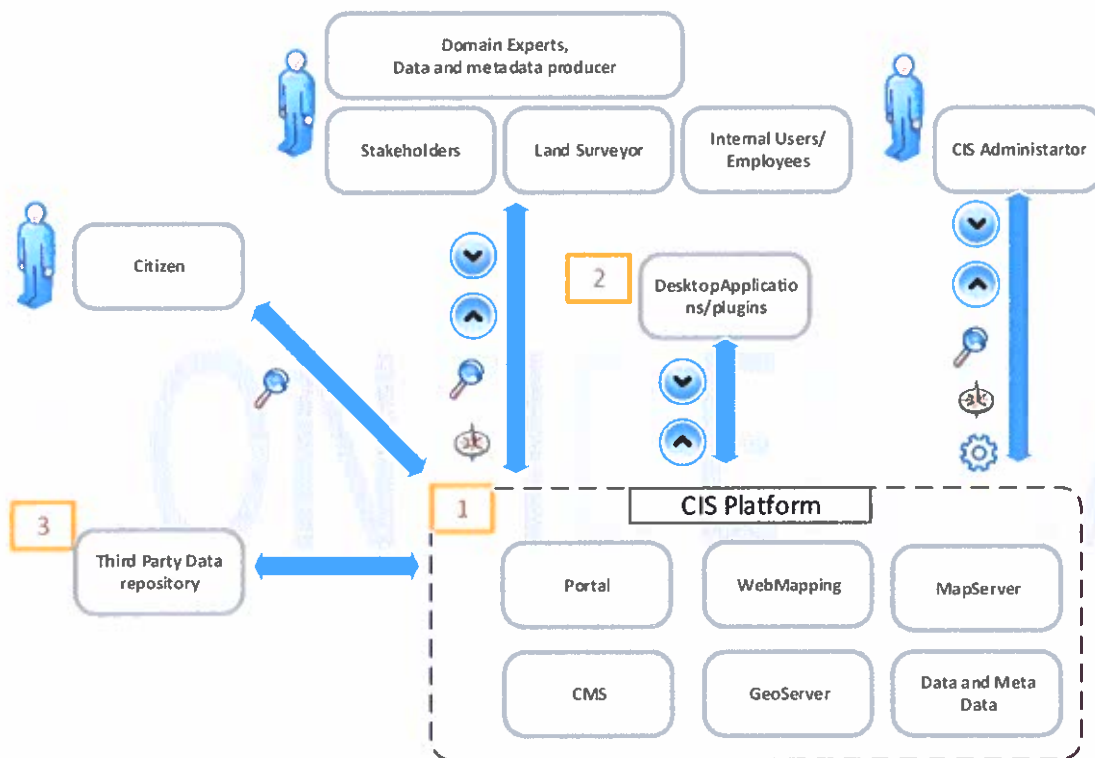 Domain Experts,
Data and metadata producer
Stakeholders
Land Surveyor
Internal Users/
Employees
CIS Administartor
Citizen
2
DesktopApplicatio
ns/plugins
3
Third Party Data
repository
1
CIS Platform
Portal
WebMapping
MapServer
CMS
GeoServer
Data and Meta
Data